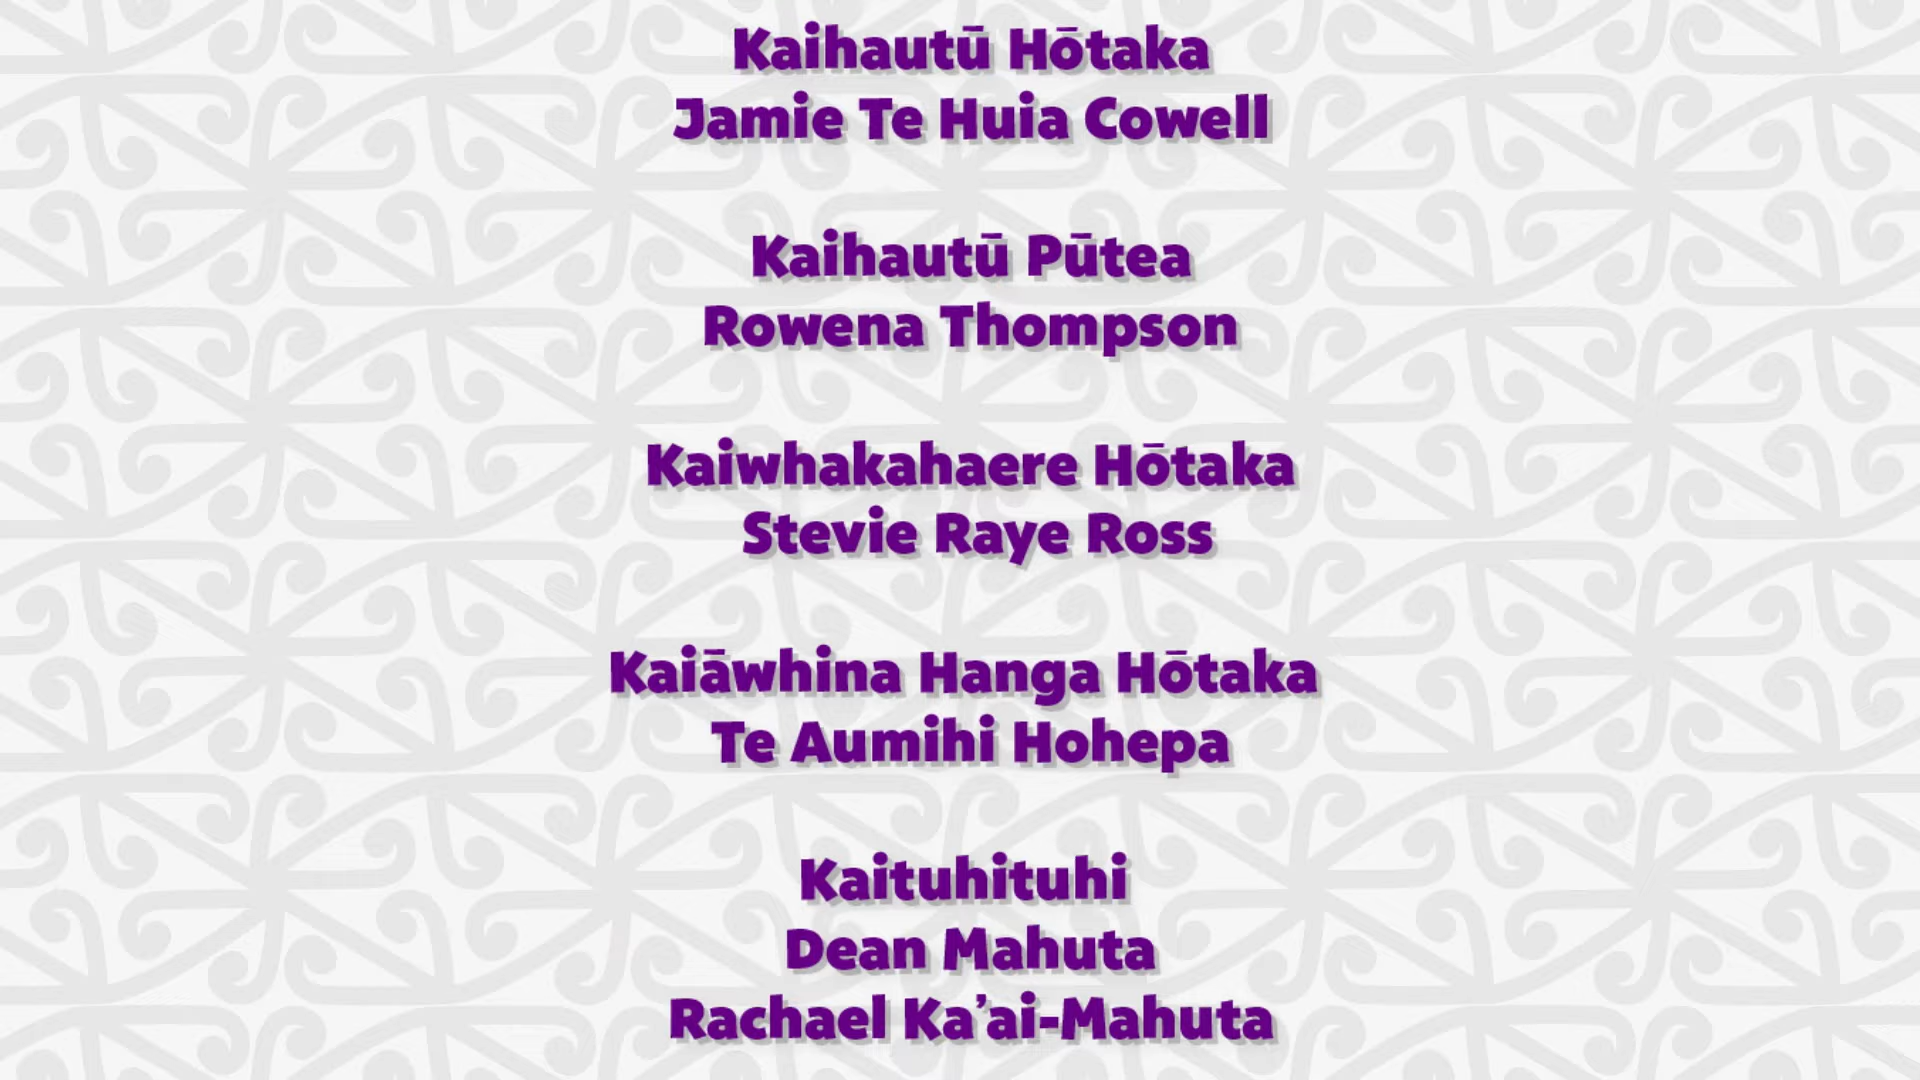 Kaihautū Hōtaka
Jamie Te Huia Cowell
Kaihautū Pūtea
Rowena Thompson
Kaiwhakahaere Hōtaka
Stevie Raye Ross
Kaiāwhina Hanga Hōtaka
Te Aumihi Hohepa
Kaituhituhi
Dean Mahuta
Rachael Ka’ai-Mahuta